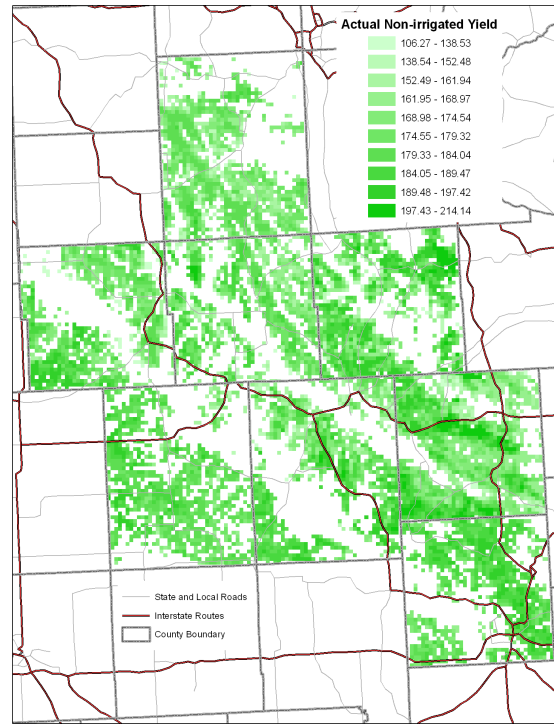 Actual Non-irrigated Yield
106.27 - 138.53
138.54 - 152.48
152.49 - 161.94
161.95 - 168.97
168.98 - 174.54
174.55 - 179.32
179.33 - 184.04
184.05 - 189.47
189.48 - 197.42
197.43 - 214.14
State and Local Roads
Interstate Routes
County Boundary